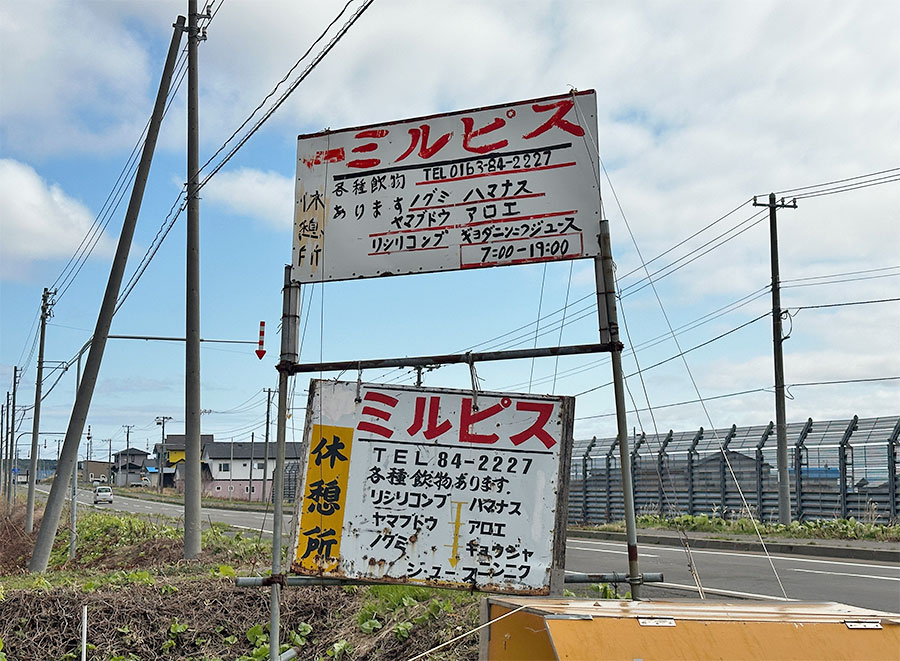 ミルピス
TEL0163-84-2227
各種飲物
あります
ノグミ ハマナス
ヤマブドウ アロエ
リシリコンブ ギョダニンニクジュース
7:00-19:00
休憩所
ミルピス
TEL 84-2227
各種飲物あります.
リシリコンブ ハマナス
ヤマブドウ アロエ
ノグミ ギョウジャ
ジュース ニンニク
休憩所